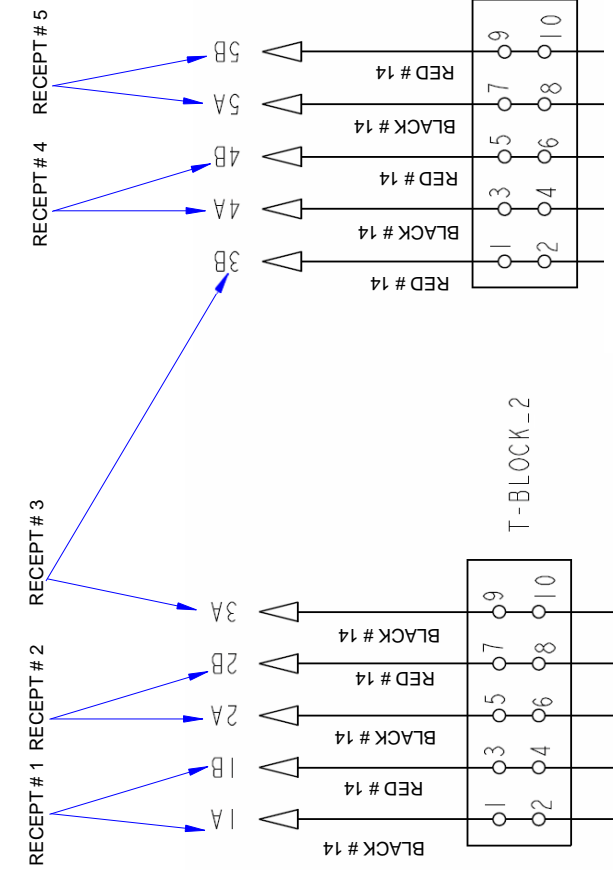 RECEPT# 5
5B
RED # 14
9 10
5A
BLACK # 14
7 8
RECEPT# 4
4B
RED # 14
5 6
4A
BLACK # 14
3 4
3B
RED # 14
1 2
T-BLOCK_2
RECEPT# 3
3A
BLACK # 14
9 10
RECEPT# 2
2B
RED # 14
7 8
2A
BLACK # 14
5 6
RECEPT# 1
1B
RED # 14
3 4
1A
BLACK # 14
1 2